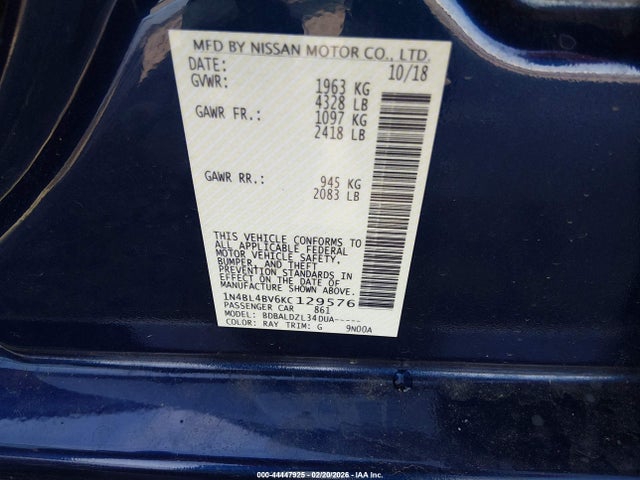 MFD BY NISSAN MOTOR CO., LTD.
DATE: 10/18
GVWR: 1963 KG
4328 LB
GAWR FR.: 1097 KG
2418 LB
GAWR RR.: 945 KG
2083 LB
THIS VEHICLE CONFORMS TO
ALL APPLICABLE FEDERAL
MOTOR VEHICLE SAFETY,
BUMPER, AND THEFT
PREVENTION STANDARDS
IN EFFECT ON THE DATE OF
MANUFACTURE SHOWN ABOVE.
1N4BL4BV6KC129576
PASSENGER CAR 861
MODEL: BDBALDZL34DUA-----
COLOR: RAY TRIM: G 9N00A
000-44447925 - 02/20/2026 - IAA Inc.